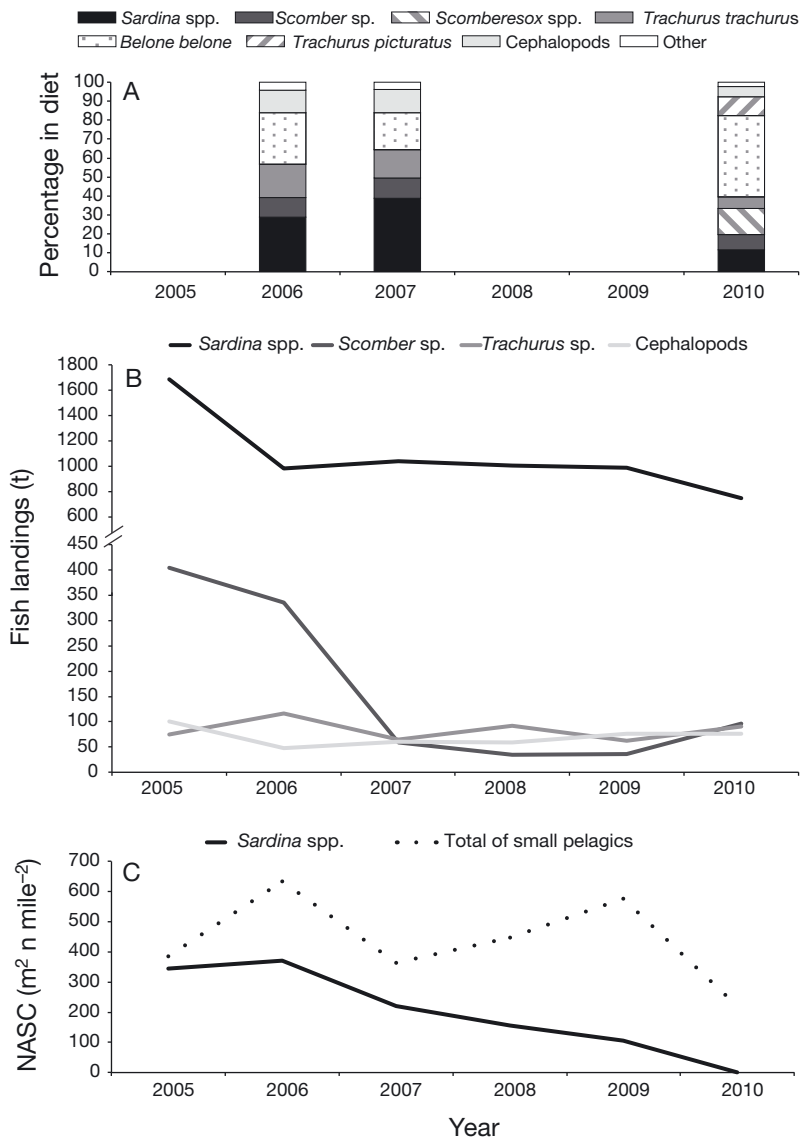 Sardina spp. Scomber sp. Scomberesox spp. Trachurus trachurus
Belone belone Trachurus picturatus Cephalopods Other
A
Percentage in diet
100
90
80
70
60
50
40
30
20
10
0
2005 2006 2007 2008 2009 2010
Sardina spp. Scomber sp. Trachurus sp. Cephalopods
B
Fish landings (t)
1800
1600
1400
1200
1000
800
600
450
400
350
300
250
200
150
100
50
0
2005 2006 2007 2008 2009 2010
Sardina spp. Total of small pelagics
C
NASC (m² n mile⁻²)
700
600
500
400
300
200
100
0
2005 2006 2007 2008 2009 2010
Year